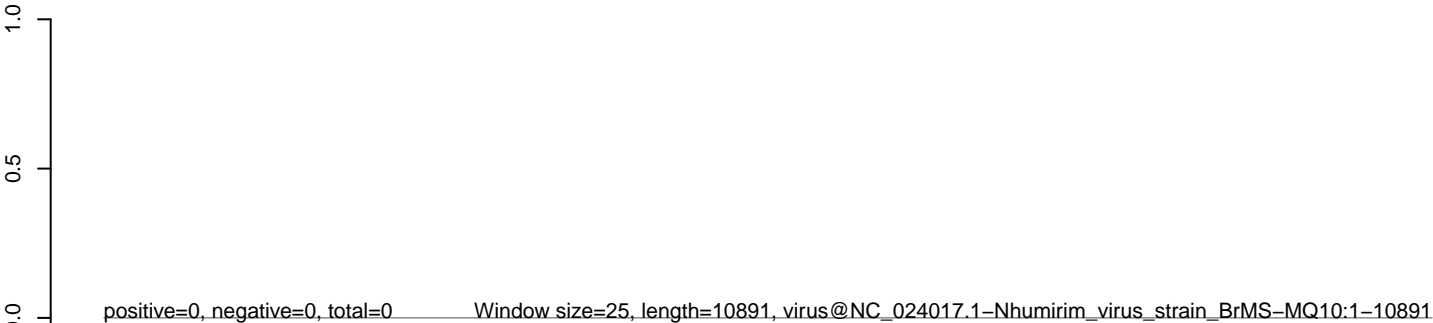 1.0
0.5
0.0
positive=0, negative=0, total=0
Window size=25, length=10891, virus@NC_024017.1−Nhumirim_virus_strain_BrMS−MQ10:1−10891